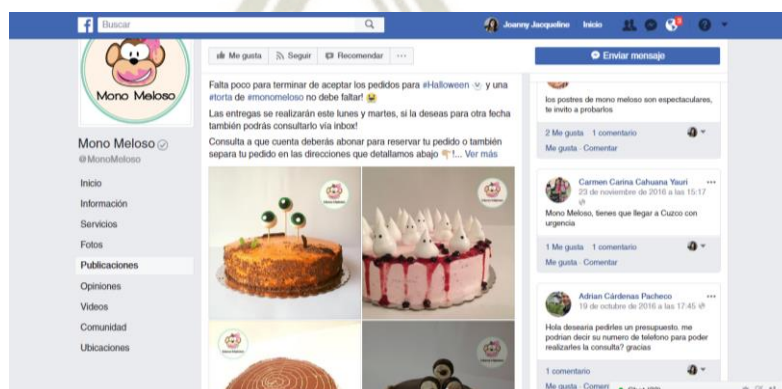 Buscar
Joanny Jacqueline Inicio
Me gusta Seguir Recomendar
Enviar mensaje
Mono Meloso
Mono Meloso
@MonoMeloso
Inicio
Información
Servicios
Fotos
Publicaciones
Opiniones
Videos
Comunidad
Ubicaciones
Falta poco para terminar de aceptar los pedidos para #Halloween y una
#torta de #monomeloso no debe faltar!
Las entregas se realizarán este lunes y martes, si la deseas para otra fecha
también podrás consultarlo vía inbox!
Consulta a que cuenta deberás abonar para reservar tu pedido o también
separa tu pedido en las direcciones que detallamos abajo !... Ver más
los postres de mono meloso son espectaculares,
te invito a probarlos
2 Me gusta 1 comentario
Me gusta · Comentar
Carmen Carina Cahuana Yauri
23 de noviembre de 2016 a las 15:17
Mono Meloso, tienes que llegar a Cuzco con
urgencia
1 Me gusta 1 comentario
Me gusta · Comentar
Adrian Cárdenas Pacheco
19 de octubre de 2016 a las 17:45
Hola desearia pedirles un presupuesto. me
podrian decir su numero de telefono para poder
realizarles la consulta? gracias
1 comentario